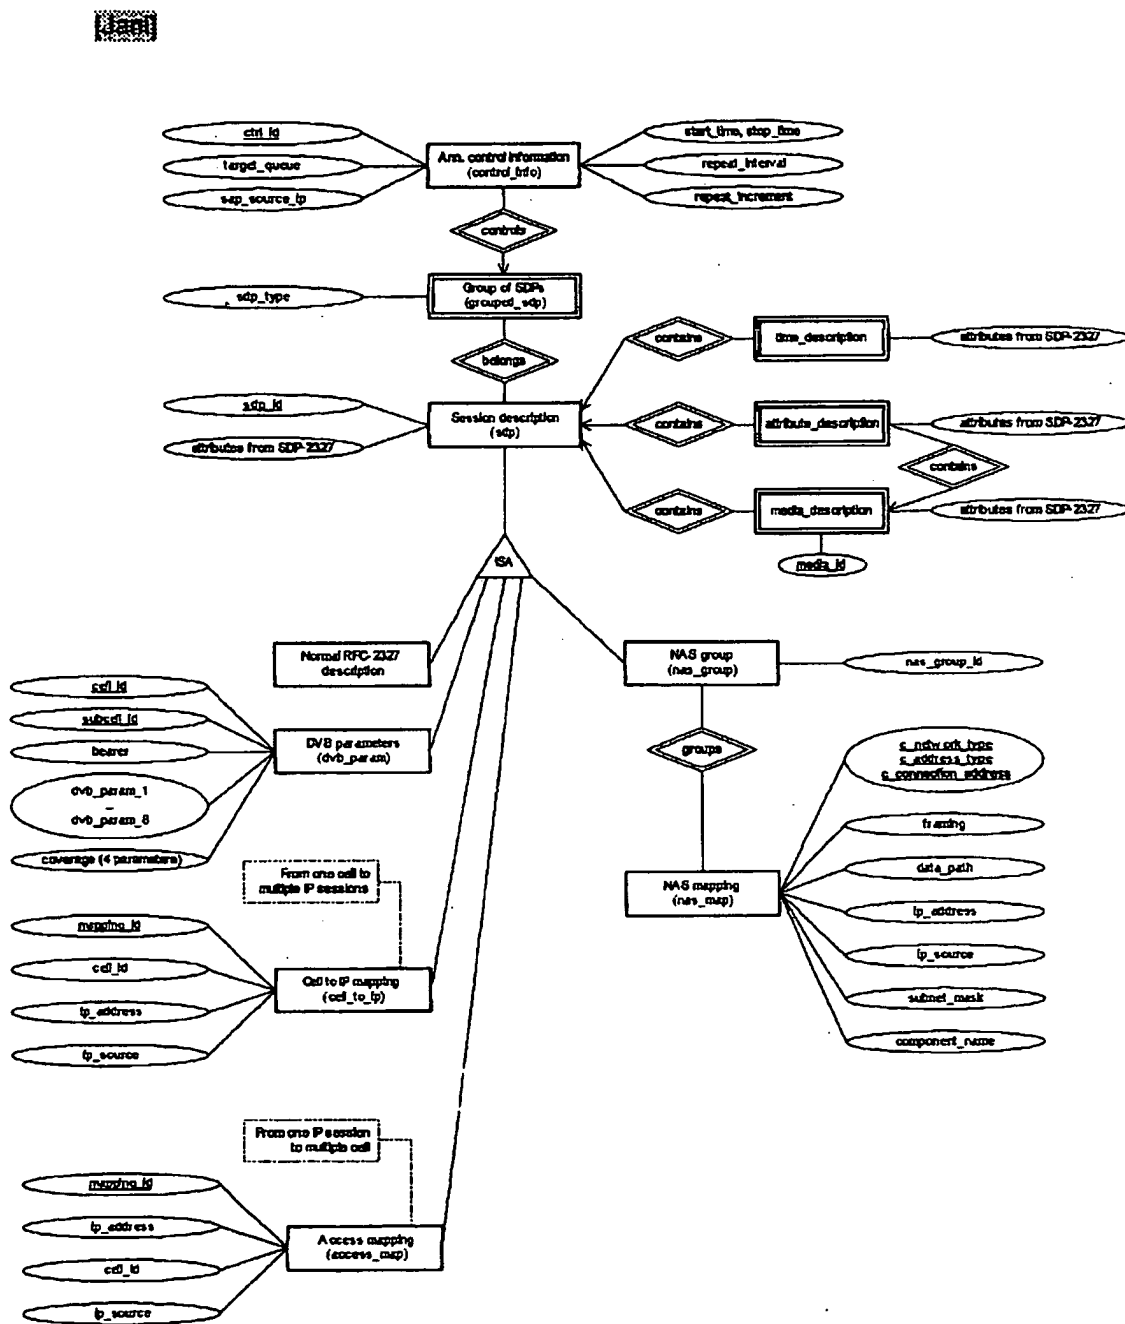 [Jani]
ctrl_id
target_queue
sap_source_ip
Ann. control information
(control_info)
start_time, stop_time
repeat_interval
repeat_increment
controls
sdp_type
Group of SDPs
(grouped_sdp)
belongs
contains
time_description
attributes from SDP-2327
sdp_id
attributes from SDP-2327
Session description
(sdp)
contains
attribute_description
attributes from SDP-2327
contains
contains
media_description
attributes from SDP-2327
media_id
ISA
Normal RFC-2327
description
NAS group
(nas_group)
nas_group_id
cell_id
subcell_id
bearer
dvb_param_1
...
dvb_param_8
coverage (4 parameters)
DVB parameters
(dvb_param)
groups
c_network_type
c_address_type
c_connection_address
framing
data_path
ip_address
ip_source
subnet_mask
component_name
NAS mapping
(nas_map)
From one cell to
multiple IP sessions
mapping_id
cell_id
ip_address
ip_source
Cell to IP mapping
(cell_to_ip)
From one IP session
to multiple cell
mapping_id
ip_address
cell_id
ip_source
Access mapping
(access_map)